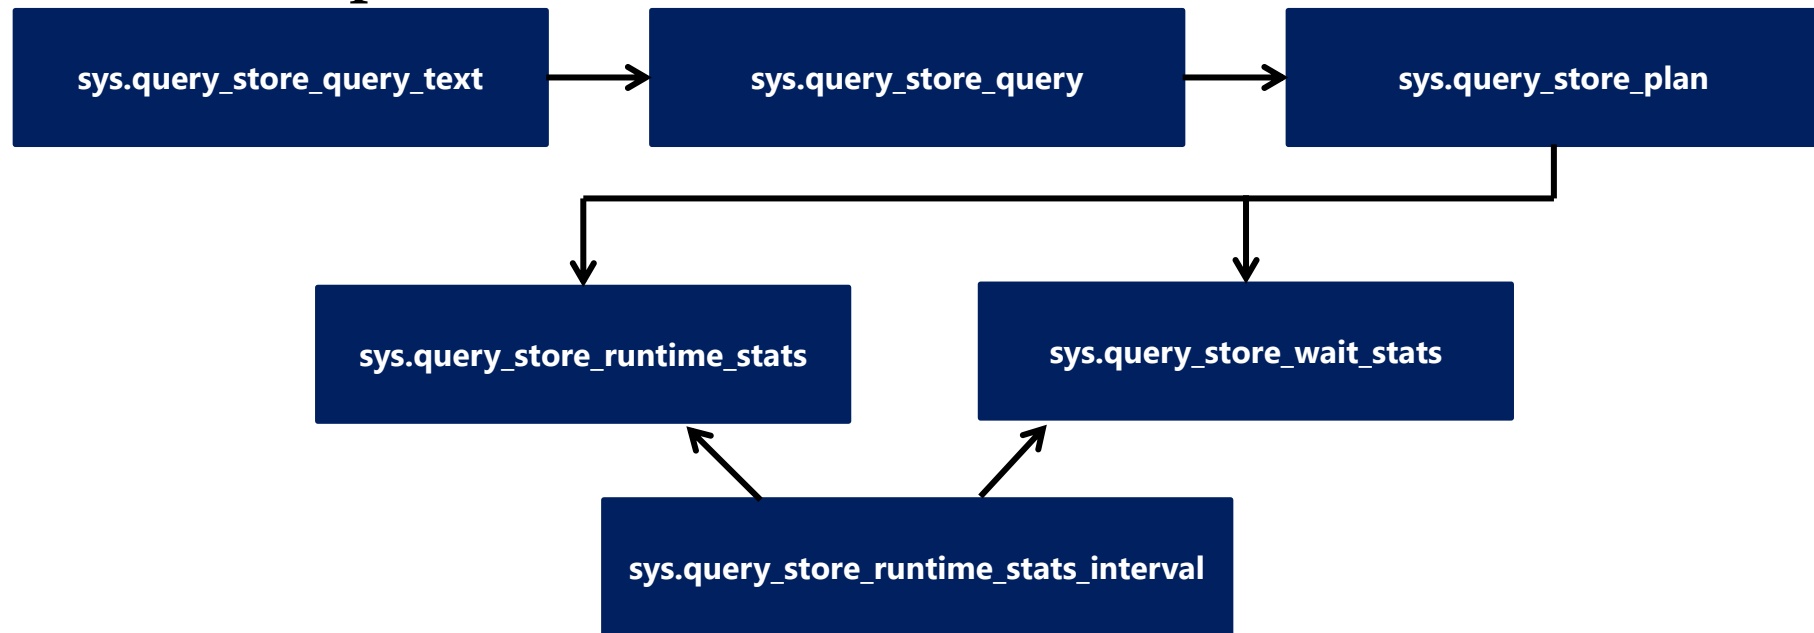 sys.query_store_query_text
sys.query_store_query
sys.query_store_plan
sys.query_store_runtime_stats
sys.query_store_wait_stats
sys.query_store_runtime_stats_interval